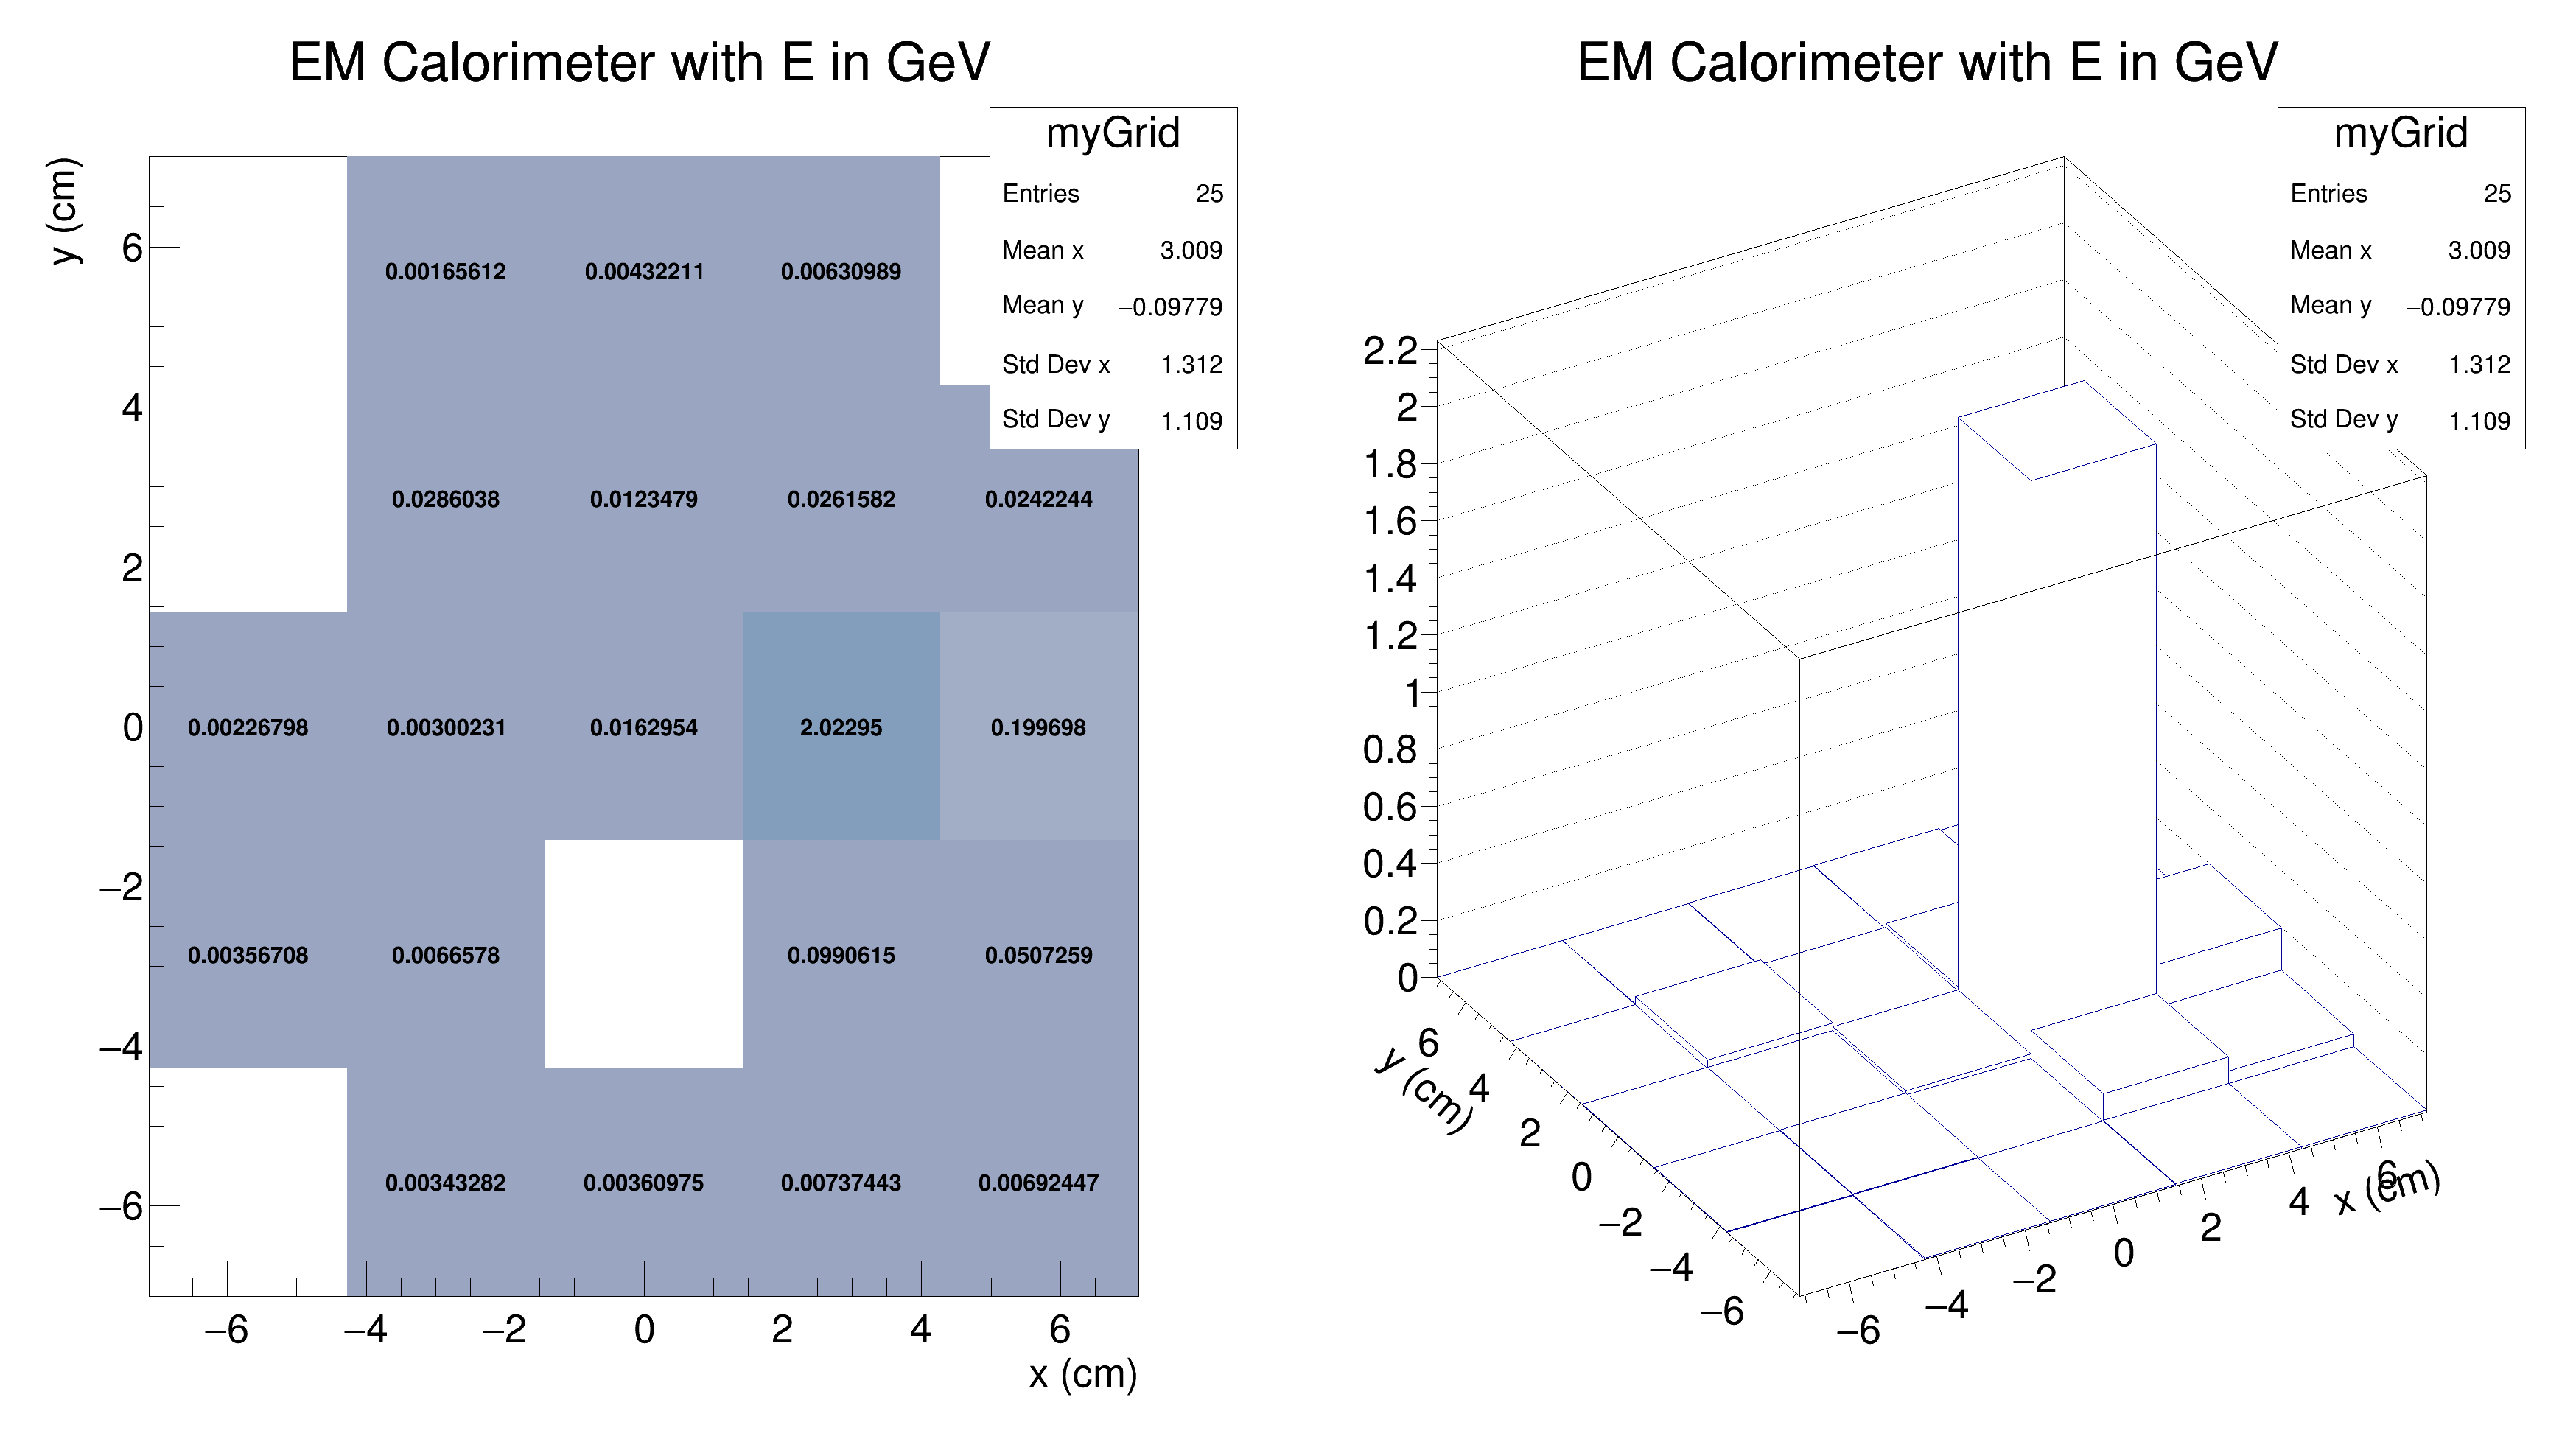 EM Calorimeter with E in GeV
myGrid
Entries 25
Mean x 3.009
Mean y −0.09779
Std Dev x 1.312
Std Dev y 1.109
y (cm)
6
4
2
0
−2
−4
−6
0.00165612 0.00432211 0.00630989
0.0286038 0.0123479 0.0261582 0.0242244
0.00226798 0.00300231 0.0162954 2.02295 0.199698
0.00356708 0.0066578 0.0990615 0.0507259
0.00343282 0.00360975 0.00737443 0.00692447
−6 −4 −2 0 2 4 6
x (cm)
EM Calorimeter with E in GeV
myGrid
Entries 25
Mean x 3.009
Mean y −0.09779
Std Dev x 1.312
Std Dev y 1.109
2.2
2
1.8
1.6
1.4
1.2
1
0.8
0.6
0.4
0.2
0
6
4
2
0
−2
−4
−6
y (cm)
−6
−4
−2
0
2
4
6
x (cm)